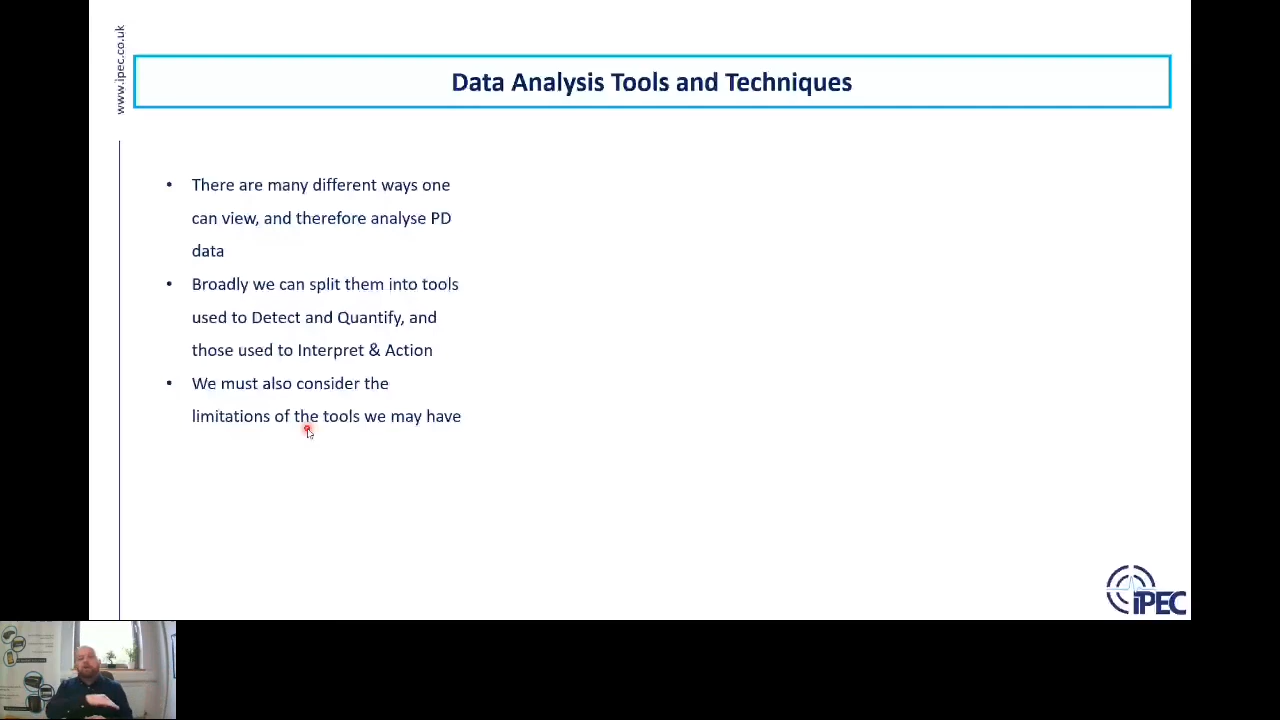 www.ipec.co.uk
Data Analysis Tools and Techniques
• There are many different ways one
can view, and therefore analyse PD
data
• Broadly we can split them into tools
used to Detect and Quantify, and
those used to Interpret & Action
• We must also consider the
limitations of the tools we may have
iPEC